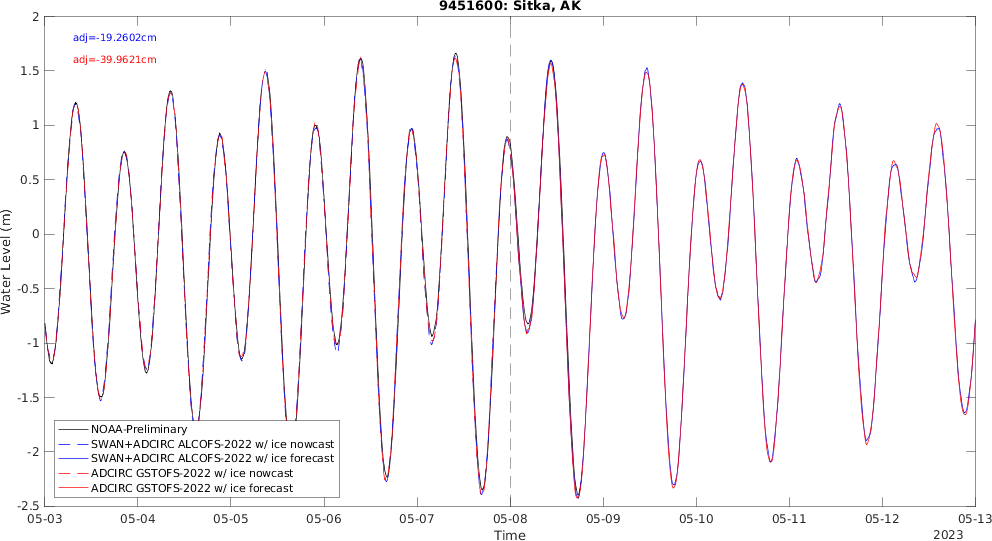 9451600: Sitka, AK
adj=-19.2602cm
adj=-39.9621cm
Water Level (m)
2
1.5
1
0.5
0
-0.5
-1
-1.5
-2
-2.5
NOAA-Preliminary
SWAN+ADCIRC ALCOFS-2022 w/ ice nowcast
SWAN+ADCIRC ALCOFS-2022 w/ ice forecast
ADCIRC GSTOFS-2022 w/ ice nowcast
ADCIRC GSTOFS-2022 w/ ice forecast
05-03 05-04 05-05 05-06 05-07 05-08 05-09 05-10 05-11 05-12 05-13
Time
2023